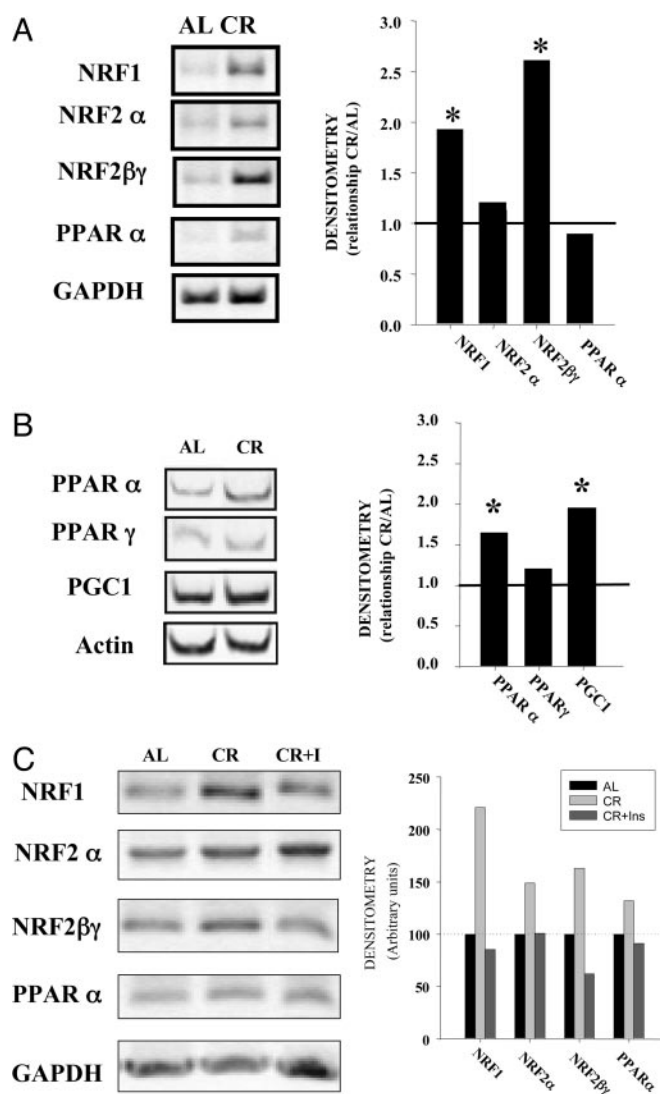 A
AL CR
NRF1
NRF2 α
NRF2βγ
PPAR α
GAPDH
DENSITOMETRY
(relationship CR/AL)
3.0
2.5
2.0
1.5
1.0
0.5
0.0
*
*
NRF1
NRF2 α
NRF2βγ
PPAR α
B
AL CR
PPAR α
PPAR γ
PGC1
Actin
DENSITOMETRY
(relationship CR/AL)
3.0
2.5
2.0
1.5
1.0
0.5
0.0
*
*
PPAR α
PPARγ
PGC1
C
AL CR CR+I
NRF1
NRF2 α
NRF2βγ
PPAR α
GAPDH
DENSITOMETRY
(Arbitrary units)
250
200
150
100
50
0
AL
CR
CR+Ins
NRF1
NRF2α
NRF2βγ
PPARα